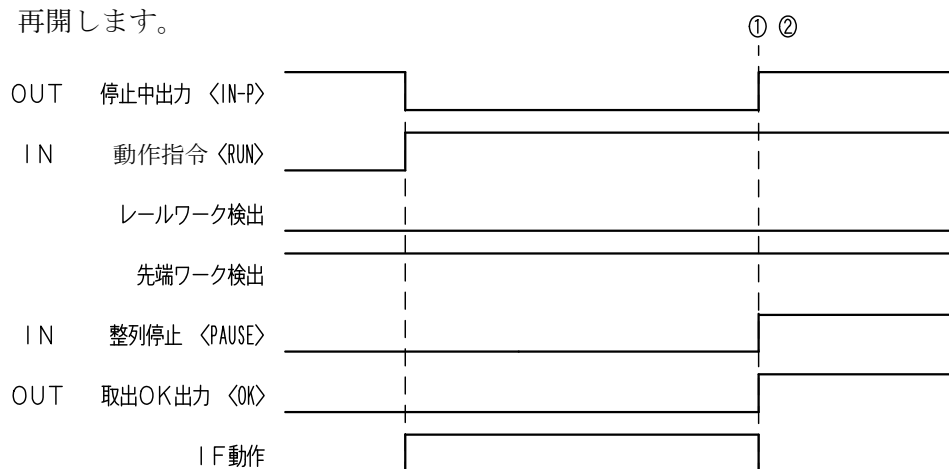 再開します。
① ②
OUT 停止中出力 〈IN-P〉
IN 動作指令〈RUN〉
レールワーク検出
先端ワーク検出
IN 整列停止 〈PAUSE〉
OUT 取出OK出力 〈OK〉
IF動作